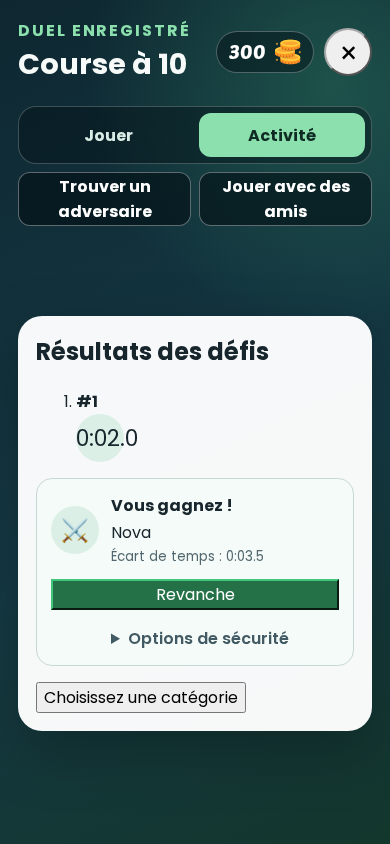 DUEL ENREGISTRÉ
Course à 10
300
×
Jouer
Activité
Trouver un
adversaire
Jouer avec des
amis
Résultats des défis
1. #1
0:02.0
Vous gagnez !
Nova
Écart de temps : 0:03.5
Revanche
▶ Options de sécurité
Choisissez une catégorie